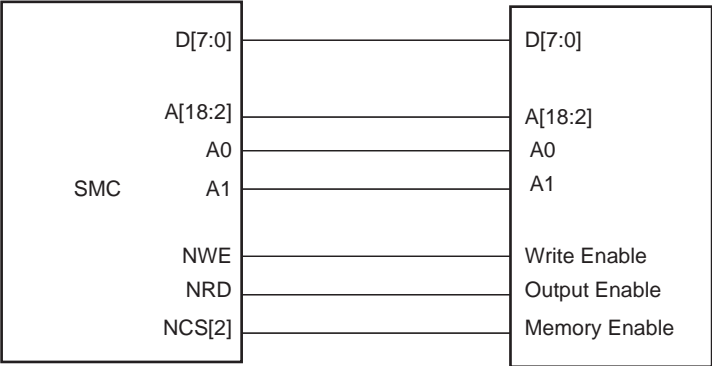 D[7:0] D[7:0]
A[18:2] A[18:2]
A0 A0
SMC A1 A1
NWE Write Enable
NRD Output Enable
NCS[2] Memory Enable